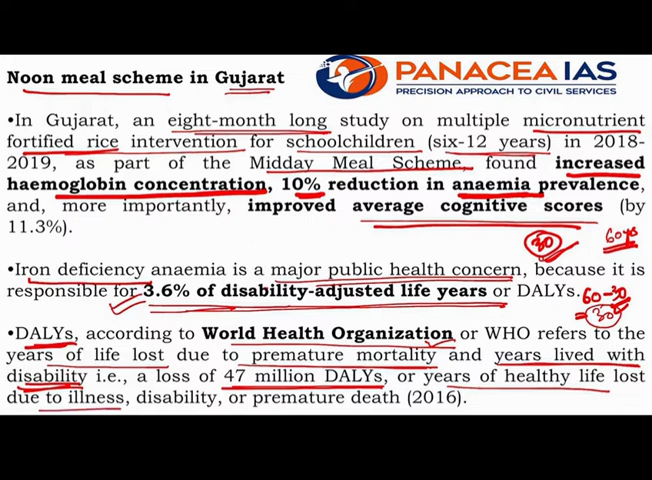 Noon meal scheme in Gujarat
PANACEA IAS
PRECISION APPROACH TO CIVIL SERVICES
•In Gujarat, an eight-month long study on multiple micronutrient
fortified rice intervention for schoolchildren (six-12 years) in 2018-
2019, as part of the Midday Meal Scheme, found increased
haemoglobin concentration, 10% reduction in anaemia prevalence,
and, more importantly, improved average cognitive scores (by
11.3%).
30
•Iron deficiency anaemia is a major public health concern, because it is
responsible for 3.6% of disability-adjusted life years or DALYs.
60-30
=30
•DALYs, according to World Health Organization or WHO refers to the
years of life lost due to premature mortality and years lived with
disability i.e., a loss of 47 million DALYs, or years of healthy life lost
due to illness, disability, or premature death (2016).